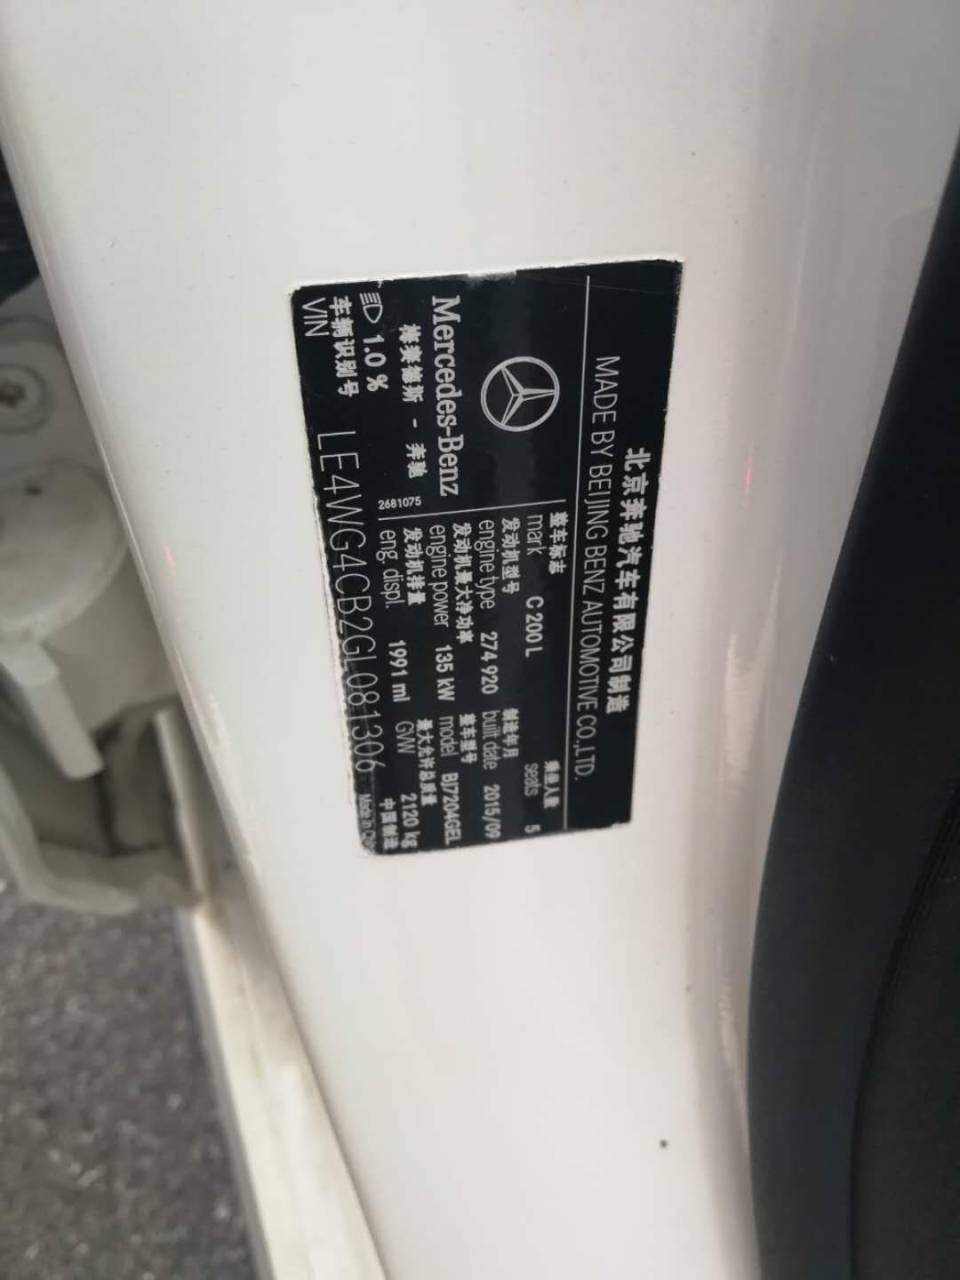 北京奔驰汽车有限公司制造
MADE BY BEIJING BENZ AUTOMOTIVE CO.,LTD.
整车标志
mark C 200 L
乘坐人数
seats 5
发动机型号
engine type 274 920
制造年月
built date 2015/09
发动机最大净功率
engine power 135 kW
整车型号
model BJ7204GEL
发动机排量
eng. displ. 1991 ml
最大允许总质量
GVW 2120 kg
Mercedes-Benz
梅赛德斯 - 奔驰
2681075
1.0 %
车辆识别号
VIN LE4WG4CB2GL081306
中国制造
Made in